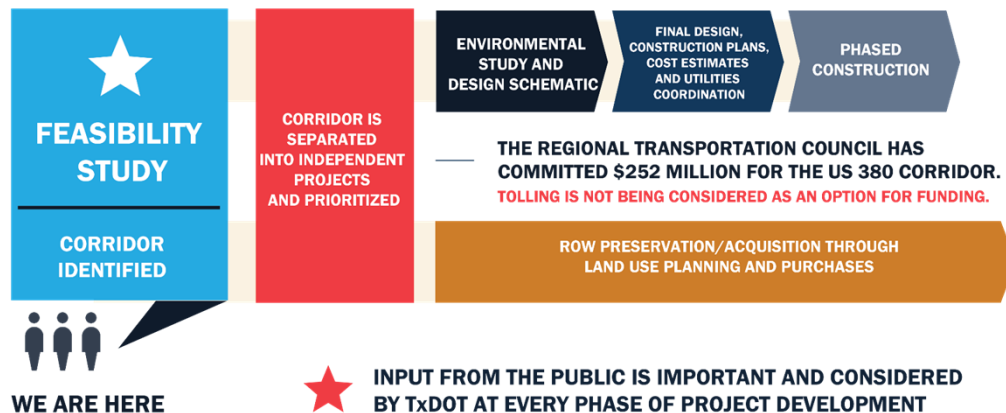 FEASIBILITY
STUDY
CORRIDOR
IDENTIFIED
WE ARE HERE
CORRIDOR IS
SEPARATED
INTO INDEPENDENT
PROJECTS
AND PRIORITIZED
ENVIRONMENTAL
STUDY AND
DESIGN SCHEMATIC
FINAL DESIGN,
CONSTRUCTION PLANS,
COST ESTIMATES
AND UTILITIES
COORDINATION
PHASED
CONSTRUCTION
THE REGIONAL TRANSPORTATION COUNCIL HAS
COMMITTED $252 MILLION FOR THE US 380 CORRIDOR.
TOLLING IS NOT BEING CONSIDERED AS AN OPTION FOR FUNDING.
ROW PRESERVATION/ACQUISITION THROUGH
LAND USE PLANNING AND PURCHASES
INPUT FROM THE PUBLIC IS IMPORTANT AND CONSIDERED
BY TxDOT AT EVERY PHASE OF PROJECT DEVELOPMENT